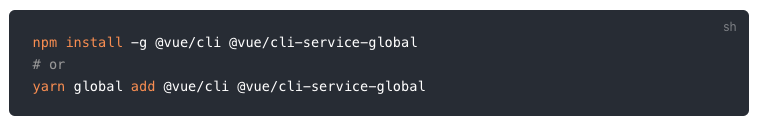 sh
npm install -g @vue/cli @vue/cli-service-global
# or
yarn global add @vue/cli @vue/cli-service-global